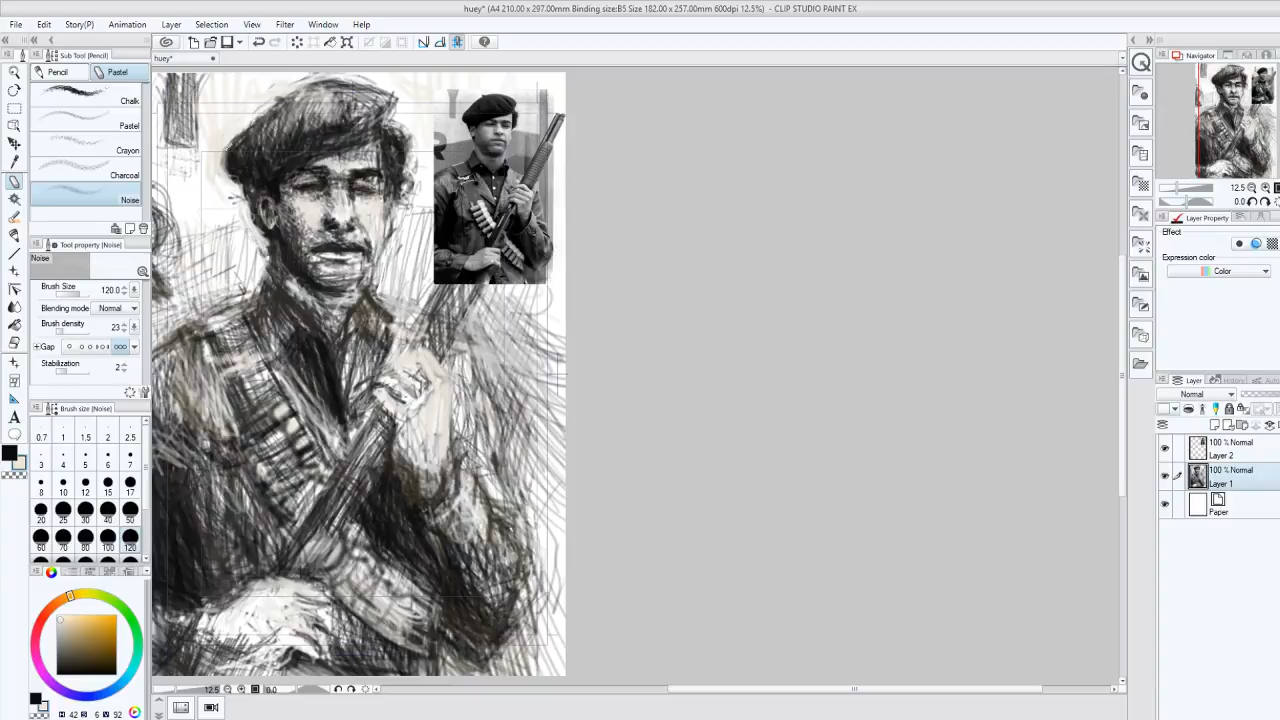 huey* (A4 210.00 x 297.00mm Binding size:B5 Size 182.00 x 257.00mm 600dpi 12.5%) - CLIP STUDIO PAINT EX
File Edit Story(P) Animation Layer Selection View Filter Window Help
Sub Tool [Pencil]
huey*
Navigator
Pencil Pastel
Chalk
Pastel
Crayon
Charcoal
Noise
Y
R
12.5
0.0
Layer Property
Effect
Expression color
Color
Tool property [Noise]
Noise
Brush Size 120.0
Blending mode Normal
Brush density 23
Gap
Stabilization 2
Brush size [Noise]
0.7 1 1.5 2 2.5
3 4 5 6 7
8 10 12 15 17
20 25 30 40 50
60 70 80 100 120
Layer History
Normal
100 % Normal
Layer 2
100 % Normal
Layer 1
Paper
12.5 0.0
42 6 92